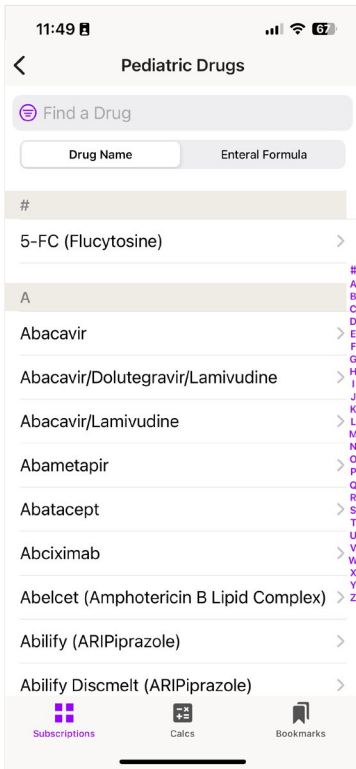 11:49
67
Pediatric Drugs
Find a Drug
Drug Name
Enteral Formula
#
5-FC (Flucytosine)
A
Abacavir
Abacavir/Dolutegravir/Lamivudine
Abacavir/Lamivudine
Abametapir
Abatacept
Abciximab
Abelcet (Amphotericin B Lipid Complex)
Abilify (ARIPiprazole)
Abilify Discmelt (ARIPiprazole)
#
A
B
C
D
E
F
G
H
I
J
K
L
M
N
O
P
Q
R
S
T
U
V
W
X
Y
Z
Subscriptions
Calcs
Bookmarks